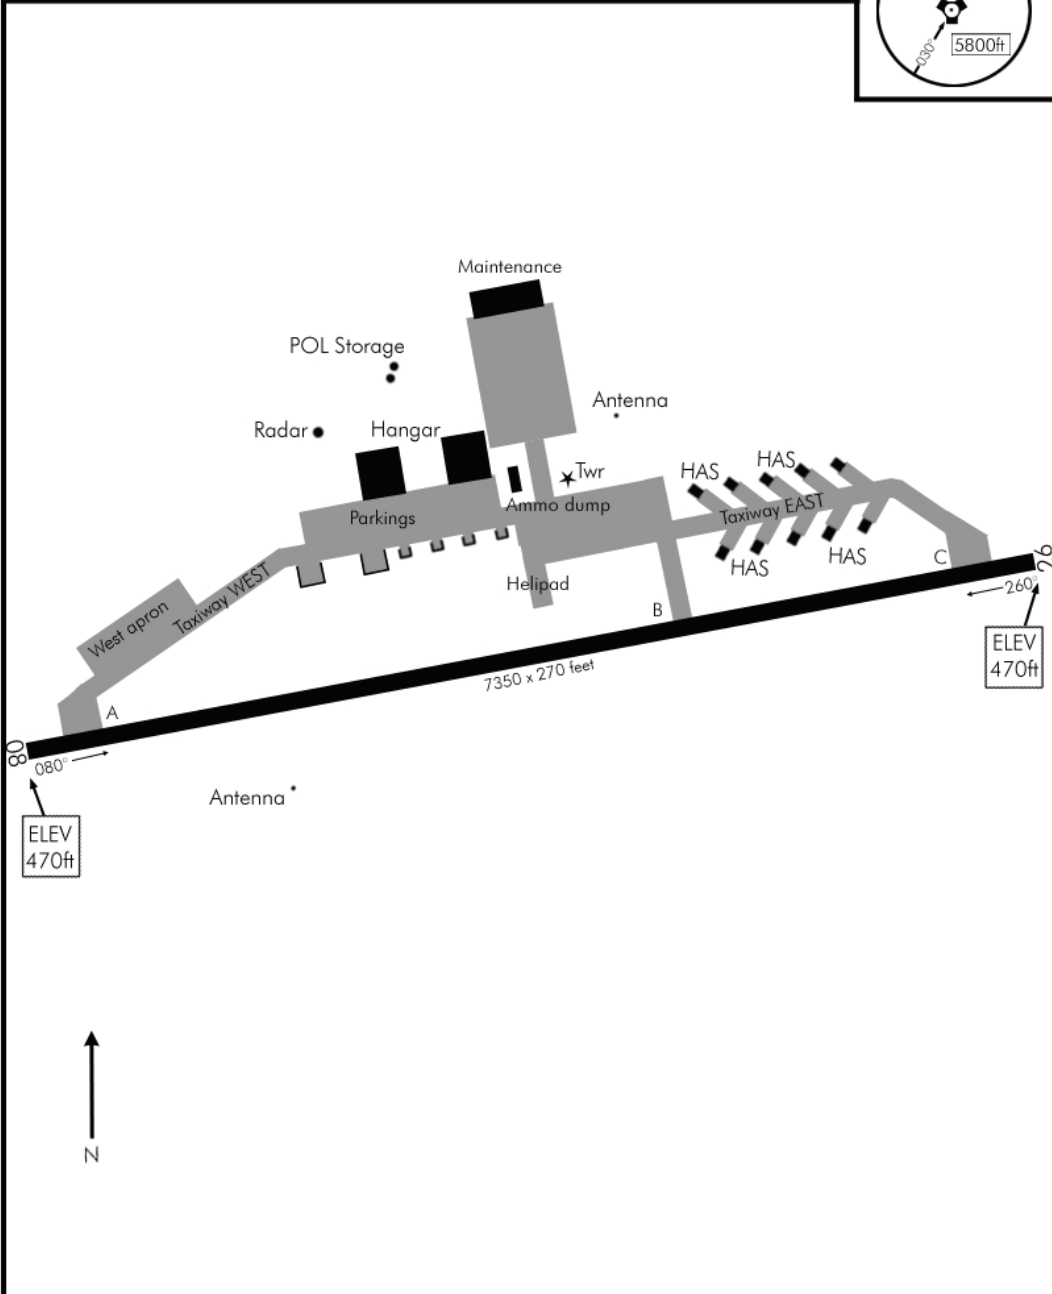 030°
5800ft
Maintenance
POL Storage
Antenna
Radar
Hangar
HAS
HAS
Twr
Ammo dump
Parkings
Taxiway EAST
HAS
HAS
Helipad
Taxiway WEST
West apron
A
B
C
26
260°
ELEV
470ft
7350 x 270 feet
08
080°
Antenna
ELEV
470ft
N